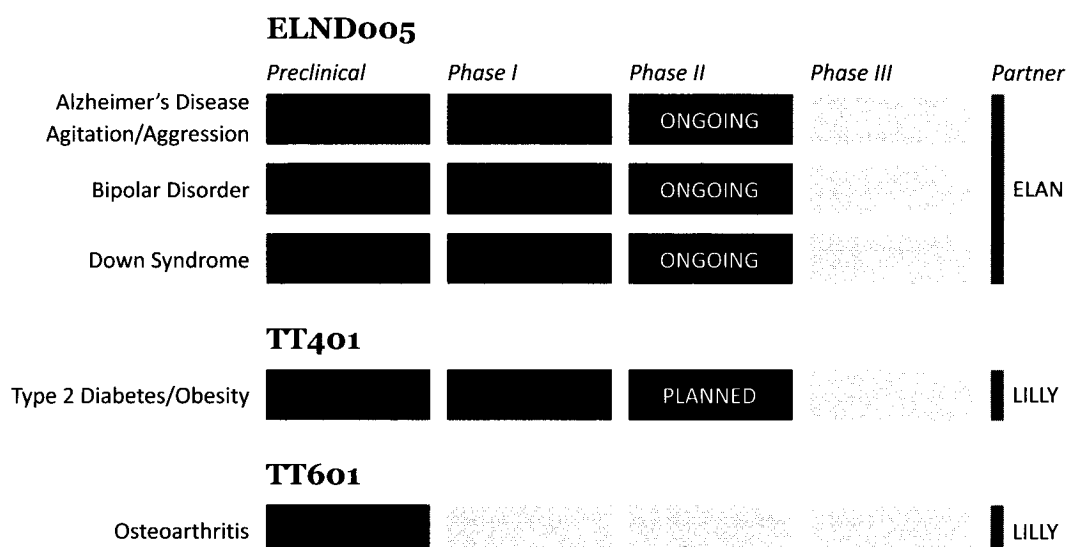 ELND005
Preclinical Phase I Phase II Phase III Partner
Alzheimer's Disease
Agitation/Aggression
ONGOING
Bipolar Disorder
ONGOING
ELAN
Down Syndrome
ONGOING
TT401
Type 2 Diabetes/Obesity
PLANNED
LILLY
TT601
Osteoarthritis
LILLY